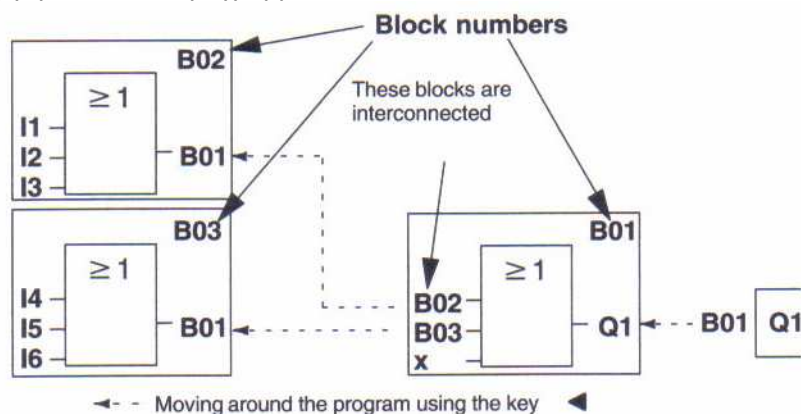 Block numbers
B02
≥ 1
I1
I2
I3
B01
These blocks are
interconnected
B03
≥ 1
I4
I5
I6
B01
B01
≥ 1
B02
B03
x
Q1
B01
Q1
Moving around the program using the key ◀